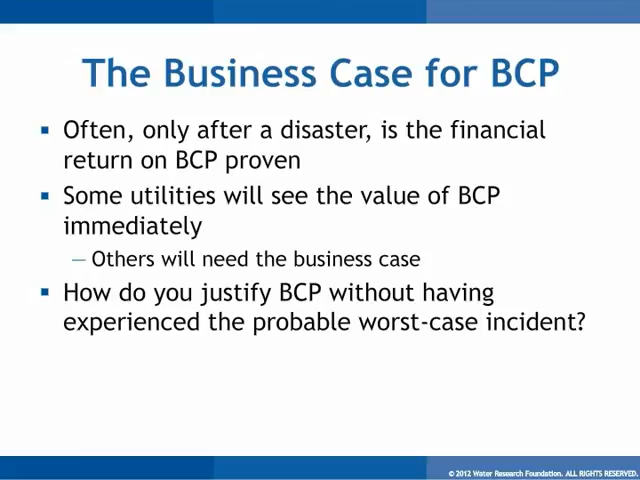 The Business Case for BCP
▪ Often, only after a disaster, is the financial
return on BCP proven
▪ Some utilities will see the value of BCP
immediately
— Others will need the business case
▪ How do you justify BCP without having
experienced the probable worst-case incident?
© 2012 Water Research Foundation. ALL RIGHTS RESERVED.